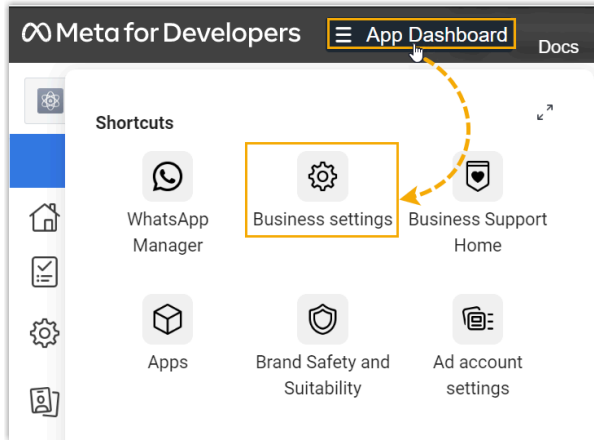 Meta for Developers
App Dashboard
Docs
Shortcuts
WhatsApp
Manager
Business settings
Business Support
Home
Apps
Brand Safety and
Suitability
Ad account
settings